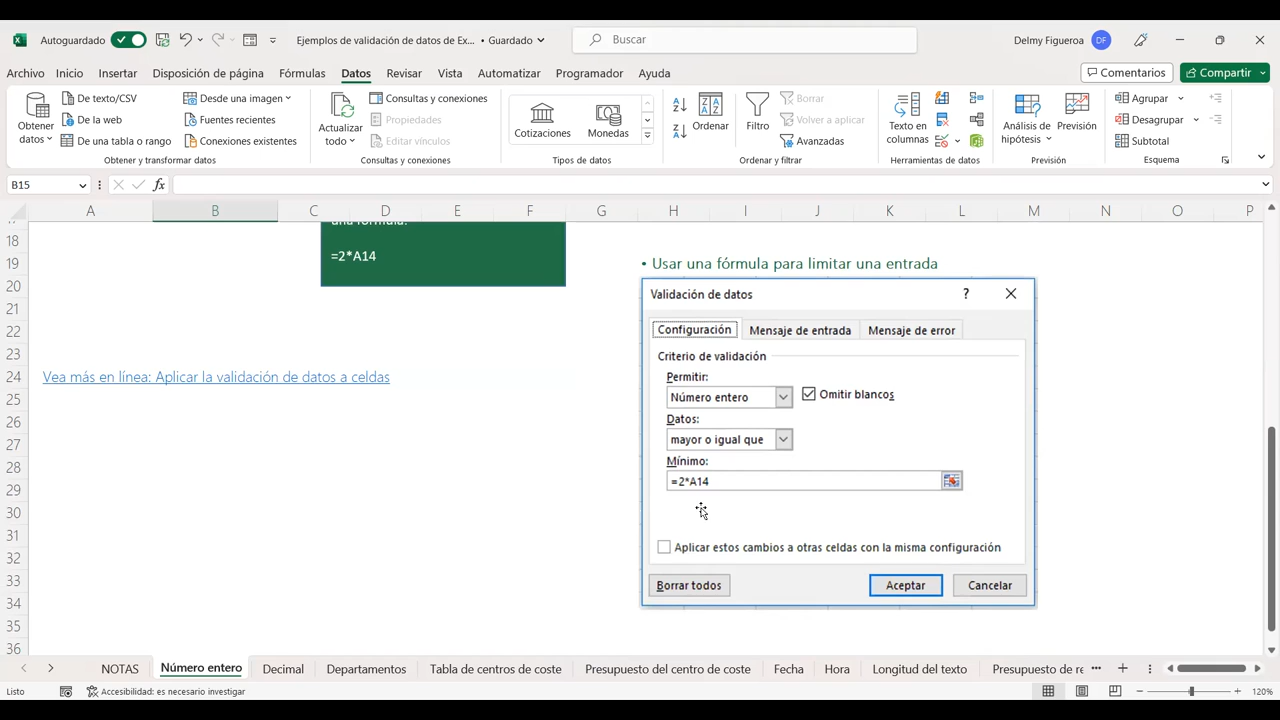 Autoguardado
Ejemplos de validación de datos de Ex... • Guardado
Buscar
Delmy Figueroa
DF
Archivo Inicio Insertar Disposición de página Fórmulas Datos Revisar Vista Automatizar Programador Ayuda
Comentarios
Compartir
Obtener
datos
De texto/CSV
De la web
De una tabla o rango
Desde una imagen
Fuentes recientes
Conexiones existentes
Obtener y transformar datos
Actualizar
todo
Consultas y conexiones
Propiedades
Editar vínculos
Consultas y conexiones
Cotizaciones
Monedas
Tipos de datos
Ordenar
Filtro
Borrar
Volver a aplicar
Avanzadas
Ordenar y filtrar
Texto en
columnas
Herramientas de datos
Análisis de
hipótesis
Previsión
Previsión
Agrupar
Desagrupar
Subtotal
Esquema
B15
fx
A B C D E F G H I J K L M N O P
18
19
20
21
22
23
24
25
26
27
28
29
30
31
32
33
34
35
36
una fórmula:
=2*A14
Vea más en línea: Aplicar la validación de datos a celdas
• Usar una fórmula para limitar una entrada
Validación de datos
?
Configuración Mensaje de entrada Mensaje de error
Criterio de validación
Permitir:
Número entero
Omitir blancos
Datos:
mayor o igual que
Mínimo:
=2*A14
Aplicar estos cambios a otras celdas con la misma configuración
Borrar todos
Aceptar
Cancelar
NOTAS Número entero Decimal Departamentos Tabla de centros de coste Presupuesto del centro de coste Fecha Hora Longitud del texto Presupuesto de re ...
Listo
Accesibilidad: es necesario investigar
120%